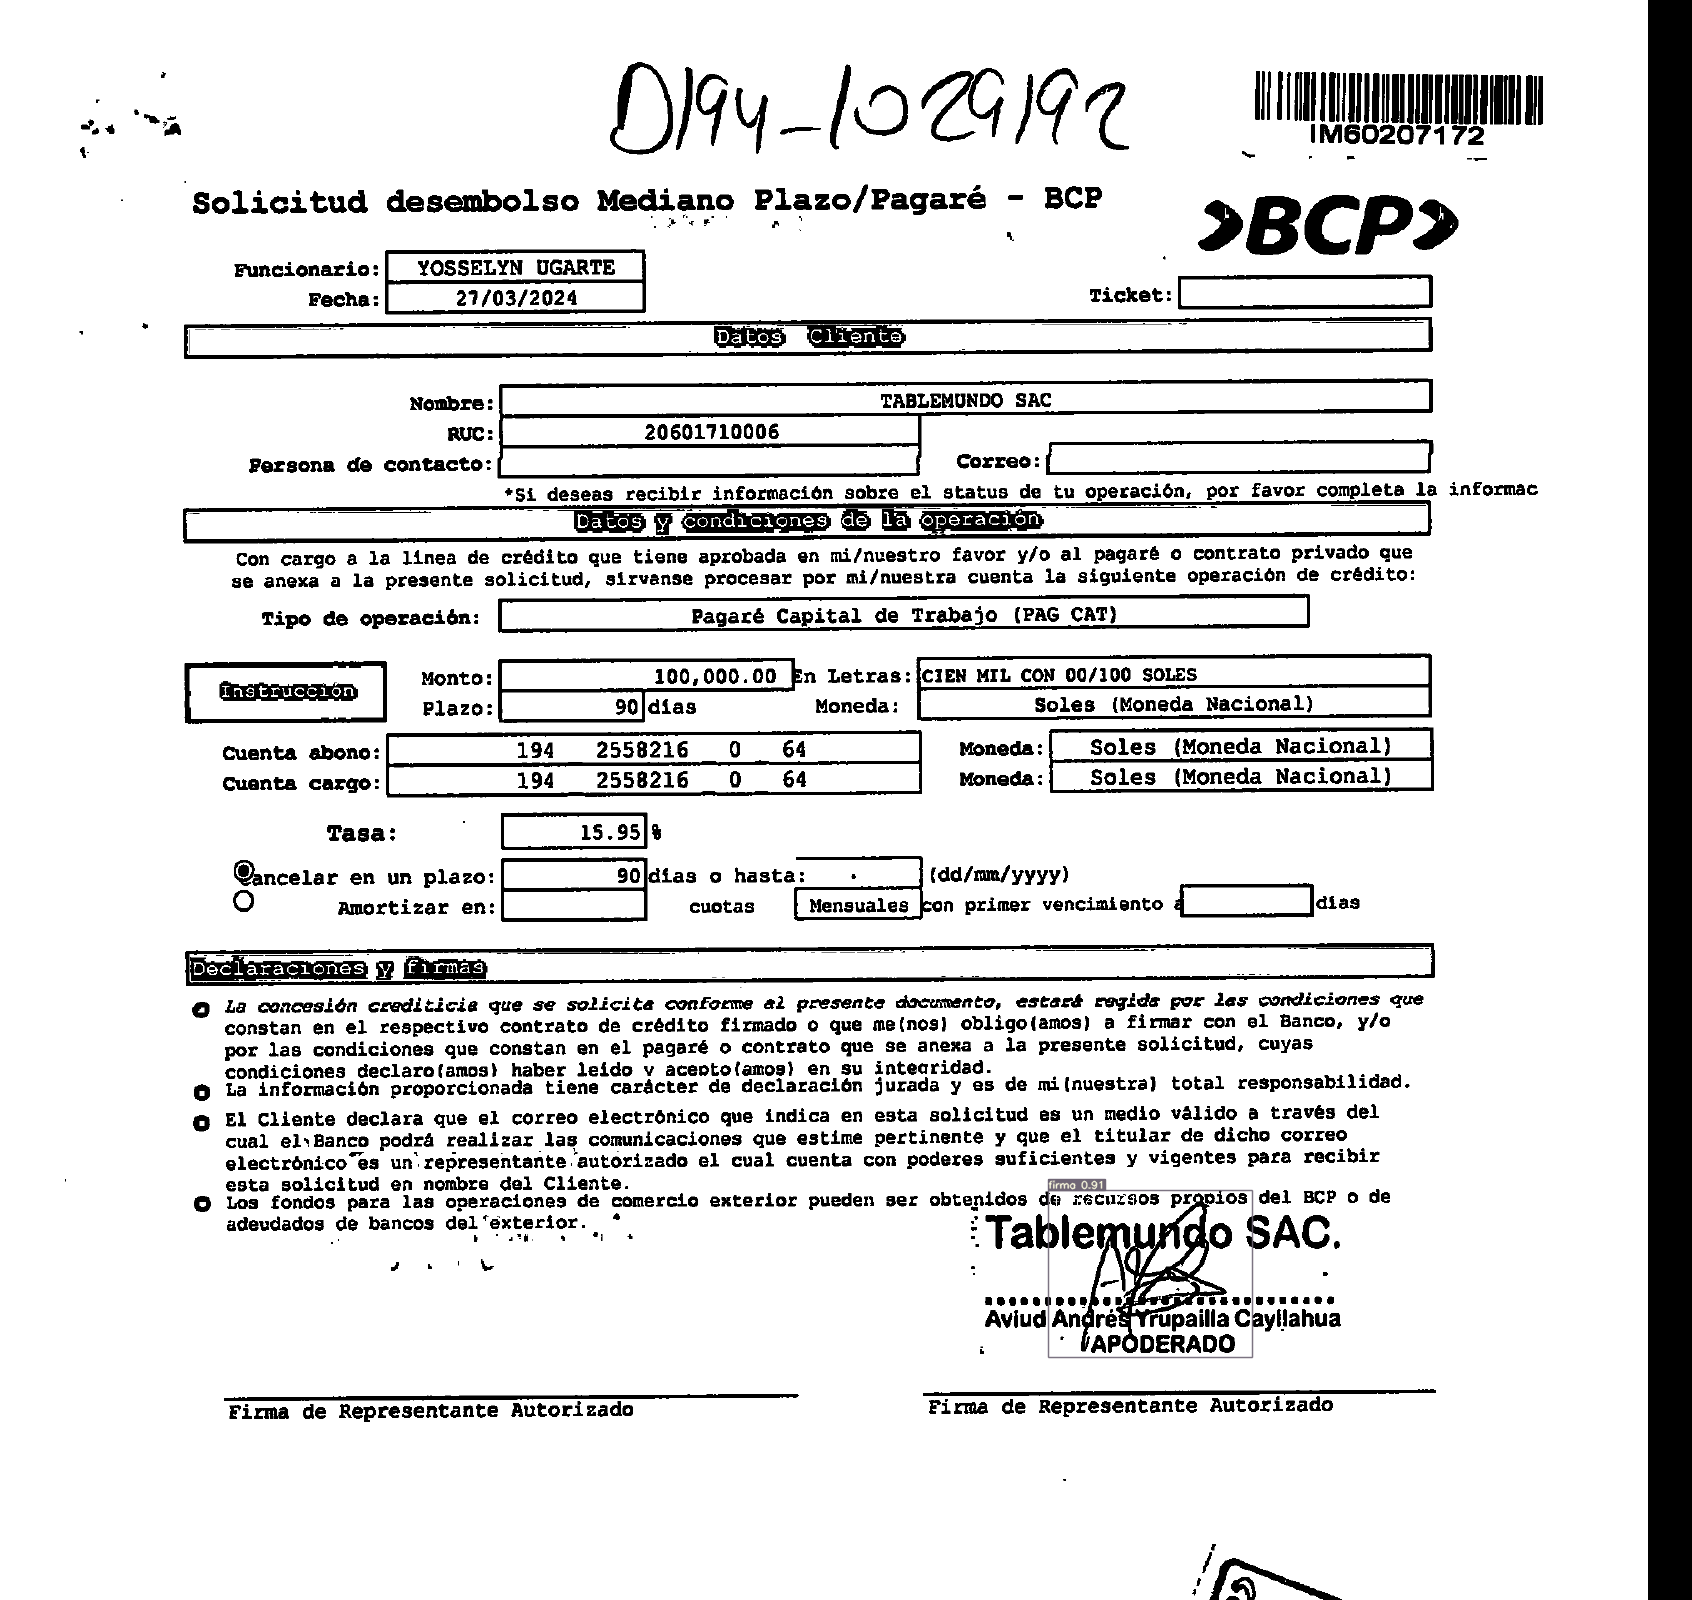 D194-1029192
IM60207172
Solicitud desembolso Mediano Plazo/Pagaré - BCP
BCP
Funcionario: YOSSELYN UGARTE
Fecha: 27/03/2024
Ticket:
Datos Cliente
Nombre: TABLEMUNDO SAC
RUC: 20601710006
Persona de contacto: Correo:
*Si deseas recibir información sobre el status de tu operación, por favor completa la informac
Datos y condiciones de la operación
Con cargo a la linea de crédito que tiene aprobada en mi/nuestro favor y/o al pagaré o contrato privado que
se anexa a la presente solicitud, sirvanse procesar por mi/nuestra cuenta la siguiente operación de crédito:
Tipo de operación: Pagaré Capital de Trabajo (PAG CAT)
Instrucción
Monto: 100,000.00 En Letras: CIEN MIL CON 00/100 SOLES
Plazo: 90 dias Moneda: Soles (Moneda Nacional)
Cuenta abono: 194 2558216 0 64 Moneda: Soles (Moneda Nacional)
Cuenta cargo: 194 2558216 0 64 Moneda: Soles (Moneda Nacional)
Tasa: 15.95 %
Cancelar en un plazo: 90 dias o hasta: (dd/mm/yyyy)
Amortizar en: cuotas Mensuales con primer vencimiento a dias
Declaraciones y firmas
La concesión crediticia que se solicita conforme al presente documento, estará regida por las condiciones que
constan en el respectivo contrato de crédito firmado o que me(nos) obligo(amos) a firmar con el Banco, y/o
por las condiciones que constan en el pagaré o contrato que se anexa a la presente solicitud, cuyas
condiciones declaro(amos) haber leido y acepto(amos) en su integridad.
La información proporcionada tiene carácter de declaración jurada y es de mi(nuestra) total responsabilidad.
El Cliente declara que el correo electrónico que indica en esta solicitud es un medio válido a través del
cual el Banco podrá realizar las comunicaciones que estime pertinente y que el titular de dicho correo
electrónico es un representante autorizado el cual cuenta con poderes suficientes y vigentes para recibir
esta solicitud en nombre del Cliente.
Los fondos para las operaciones de comercio exterior pueden ser obtenidos de recursos propios del BCP o de
adeudados de bancos del exterior.
firma 0.91
Tablemundo SAC.
Aviud Andrés Yrupailla Cayllahua
APODERADO
Firma de Representante Autorizado
Firma de Representante Autorizado